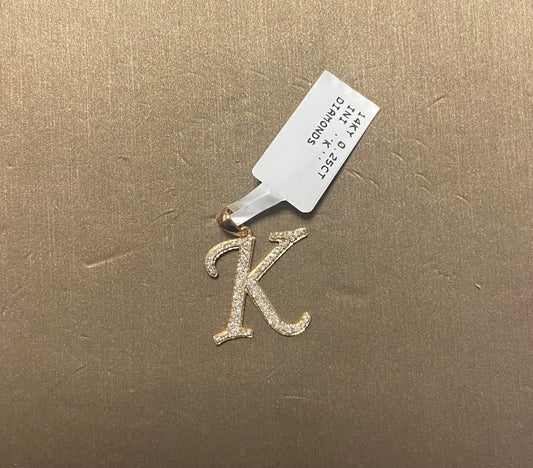 14KY 0.25CT
INI .K.
DIAMONDS
K